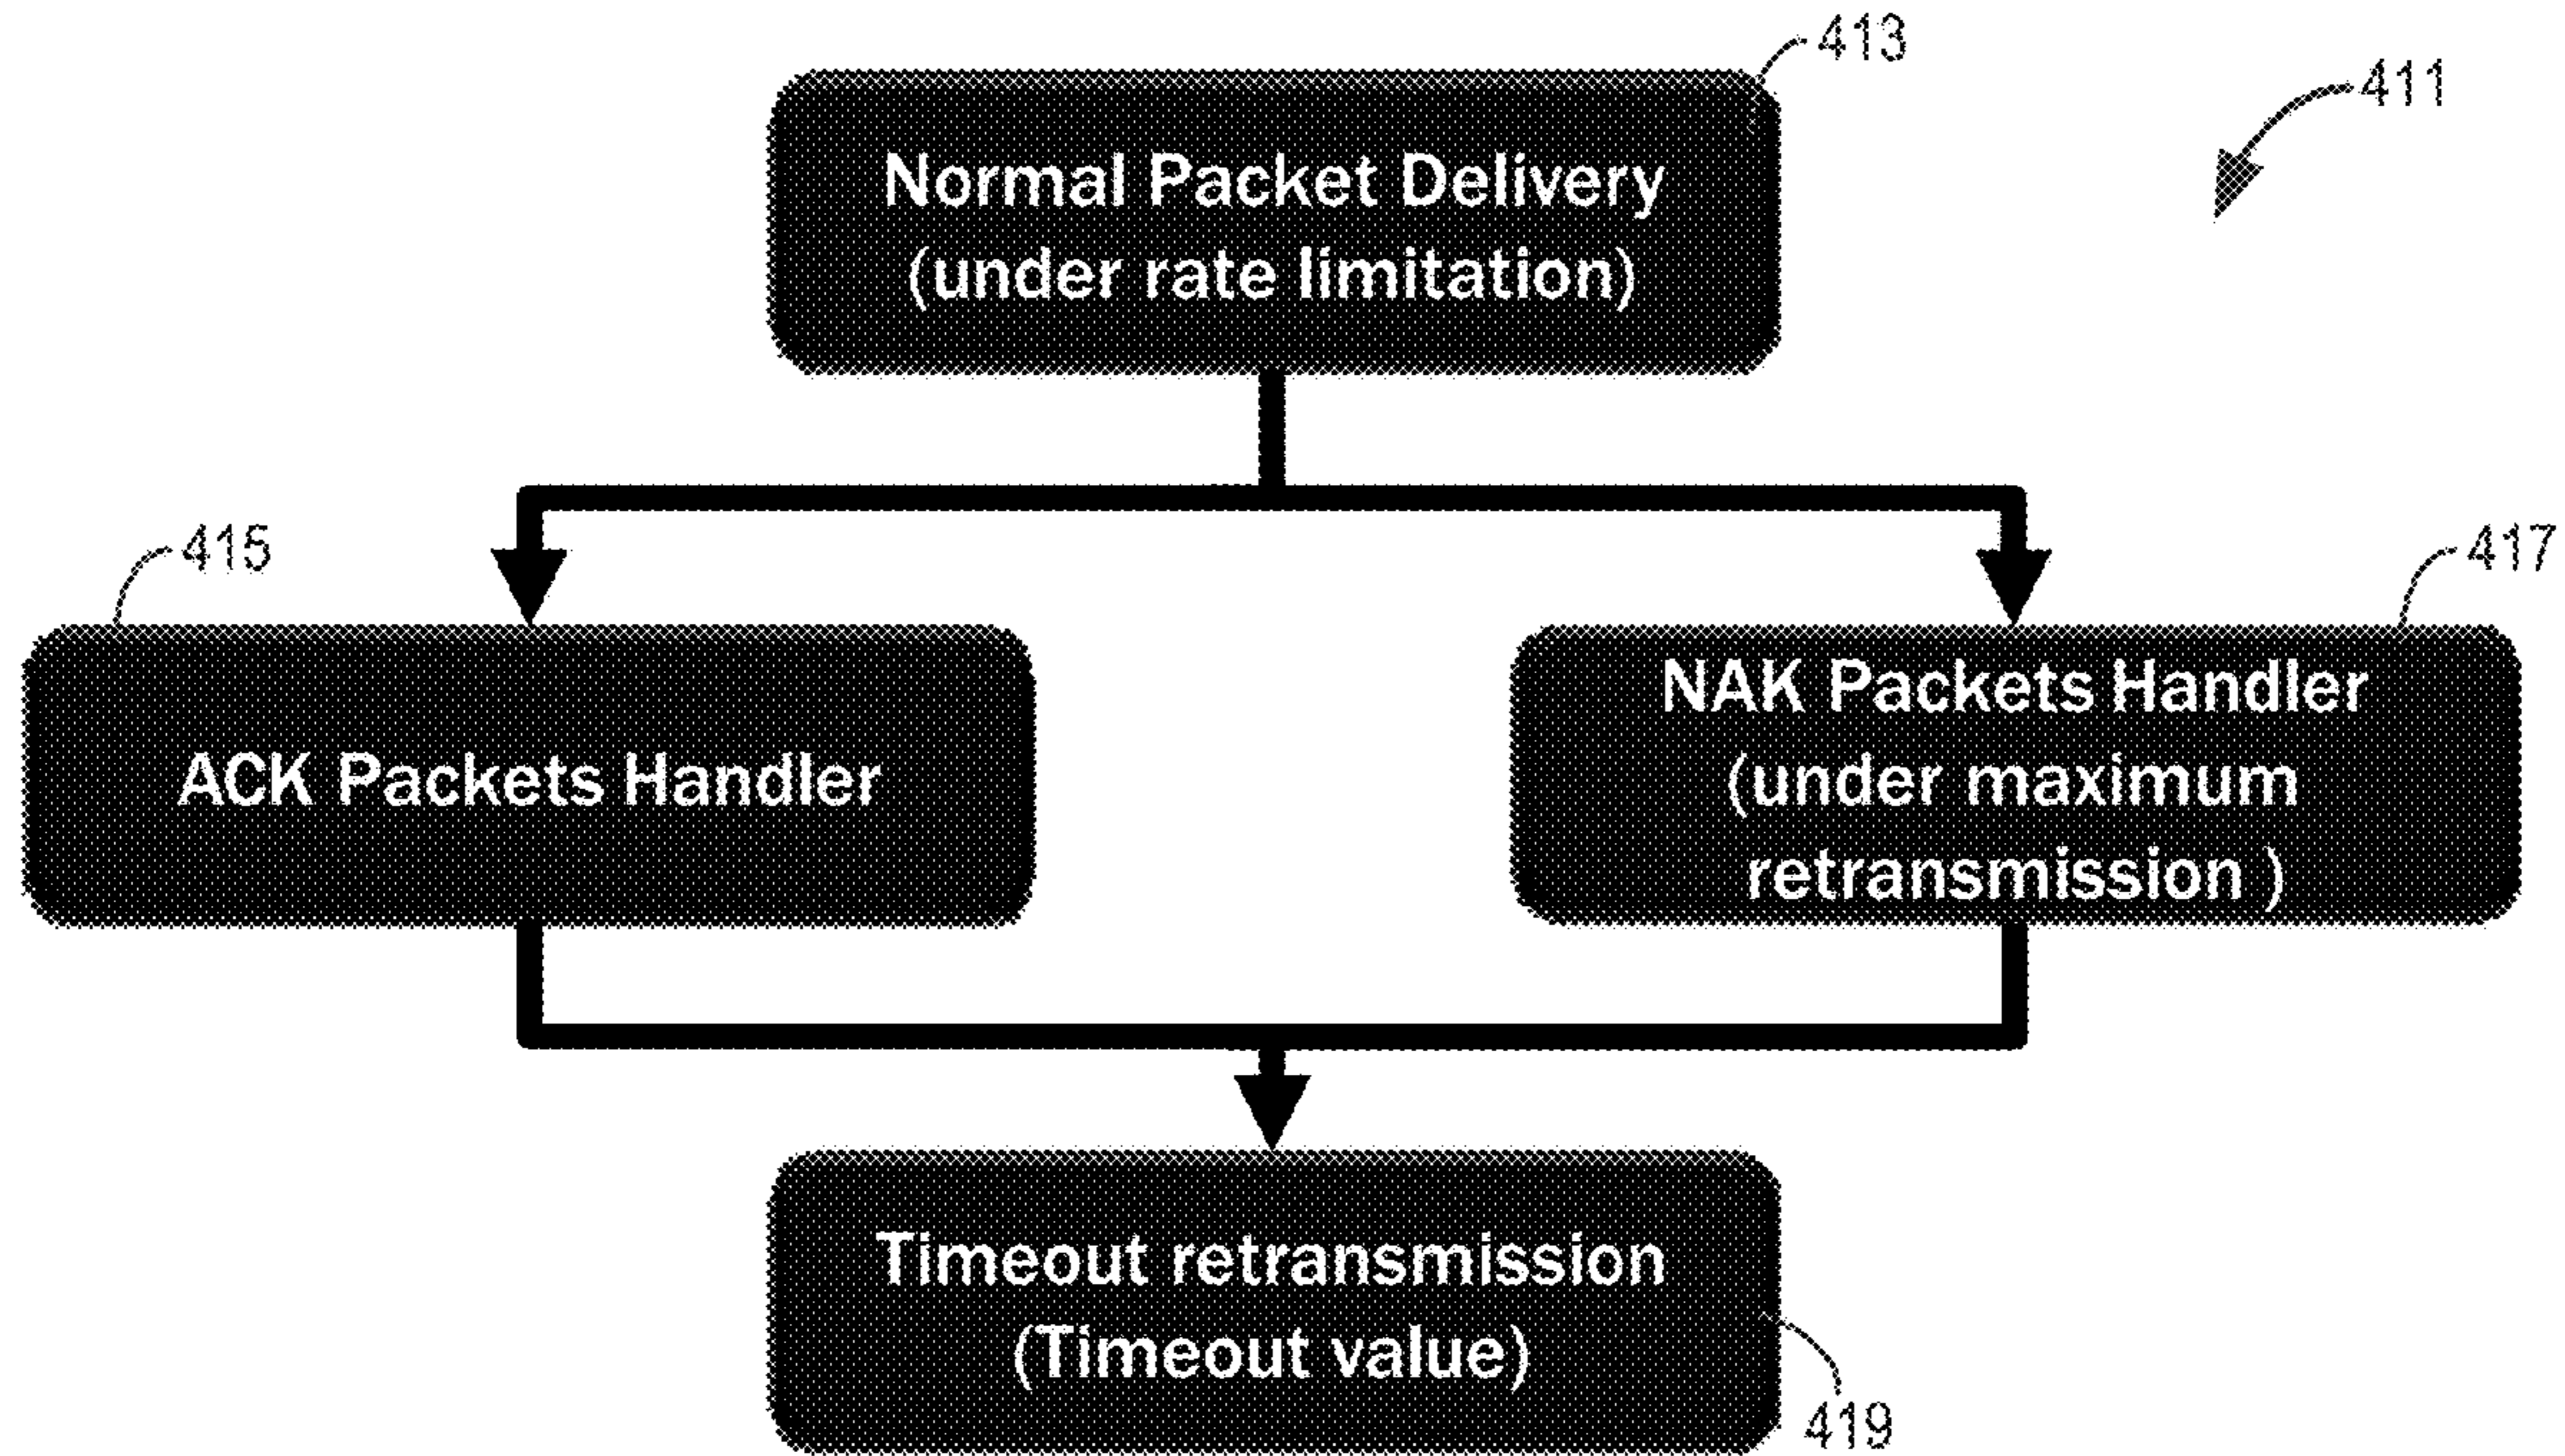 413
411
Normal Packet Delivery
(under rate limitation)
415
417
ACK Packets Handler
NAK Packets Handler
(under maximum
retransmission )
Timeout retransmission
(Timeout value)
419